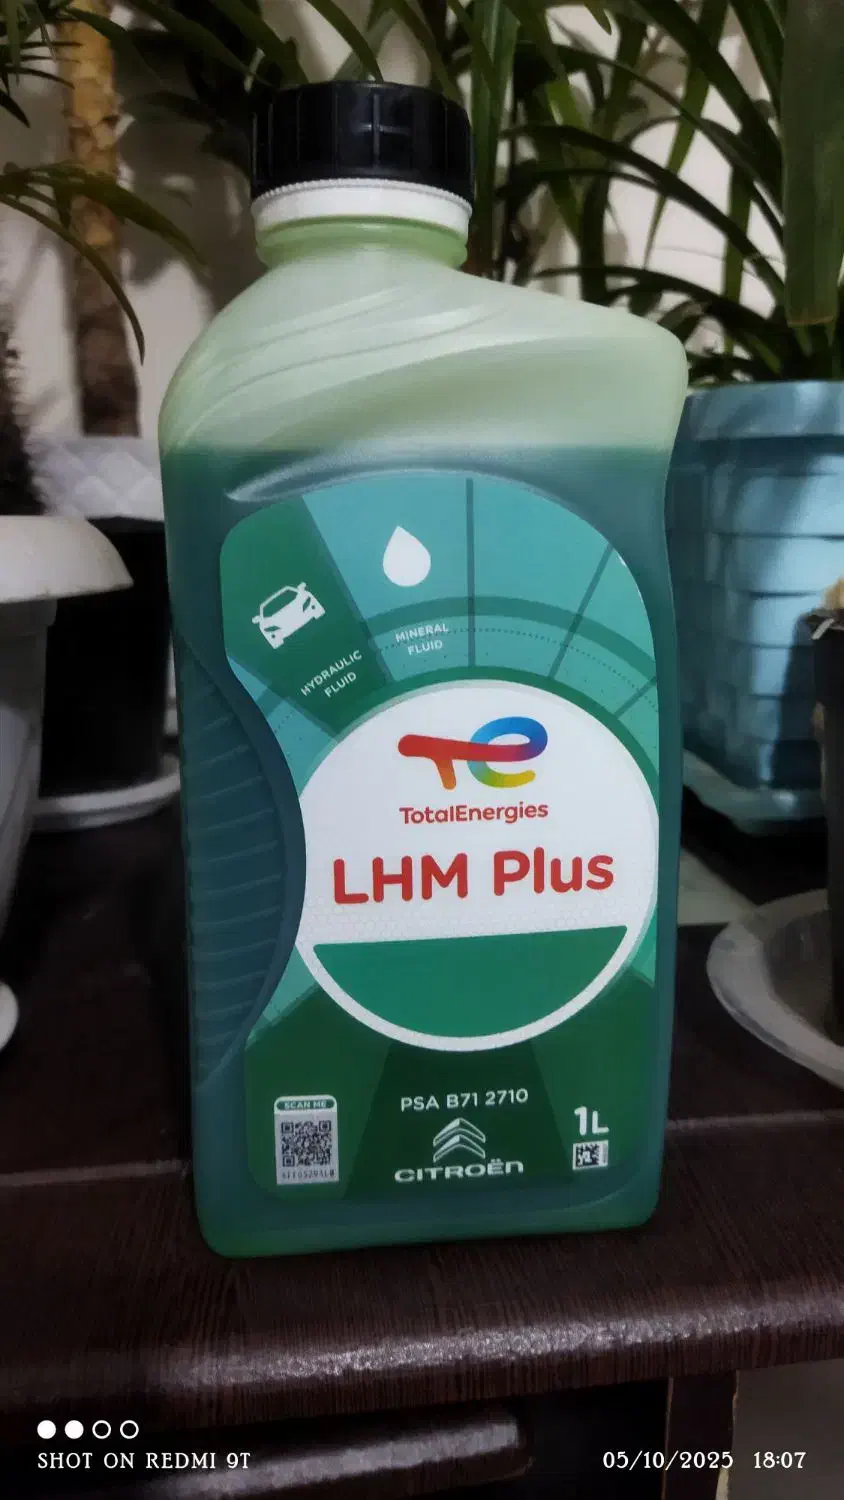 HYDRAULIC
FLUID
MINERAL
FLUID
TotalEnergies
LHM Plus
PSA B71 2710
CITROËN
SCAN ME
1L
SHOT ON REDMI 9T
05/10/2025 18:07